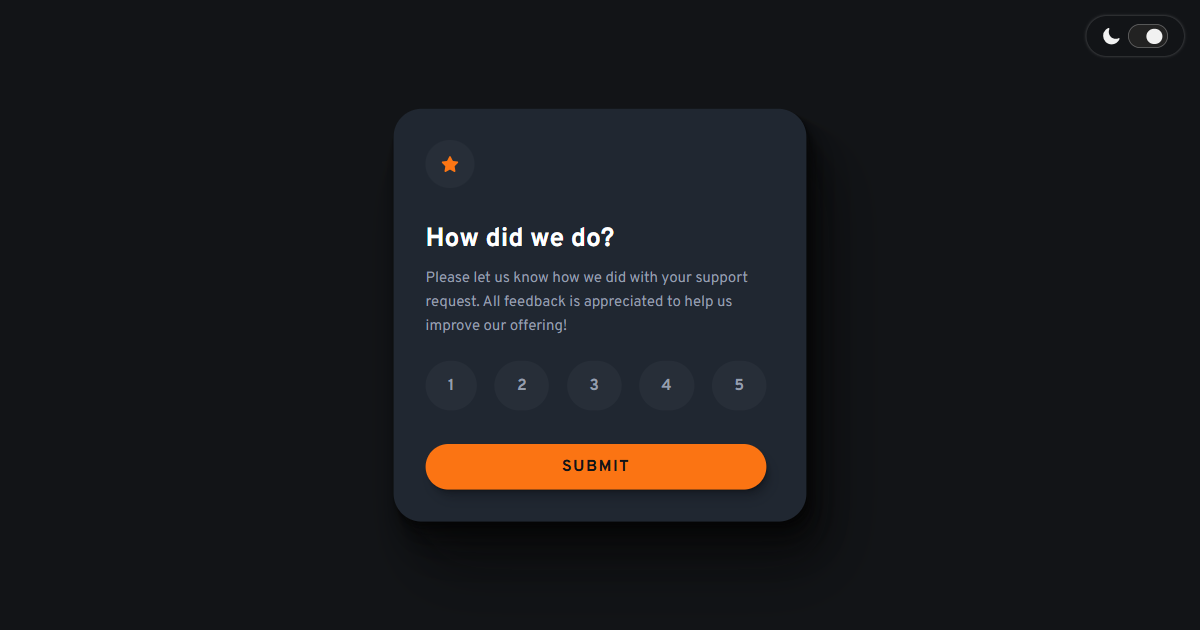 How did we do?
Please let us know how we did with your support
request. All feedback is appreciated to help us
improve our offering!
1 2 3 4 5
SUBMIT